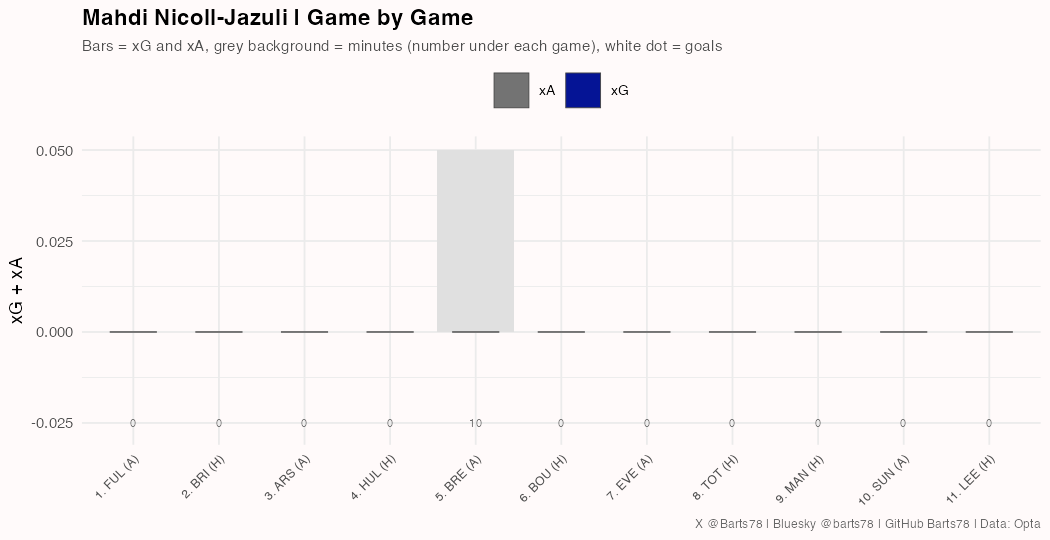 Mahdi Nicoll-Jazuli | Game by Game
Bars = xG and xA, grey background = minutes (number under each game), white dot = goals
xA xG
xG + xA
0.050
0.025
0.000
-0.025
0 0 0 0 10 0 0 0 0 0 0
1. FUL (A) 2. BRI (H) 3. ARS (A) 4. HUL (H) 5. BRE (A) 6. BOU (H) 7. EVE (A) 8. TOT (H) 9. MAN (H) 10. SUN (A) 11. LEE (H)
X @Barts78 | Bluesky @barts78 | GitHub Barts78 | Data: Opta